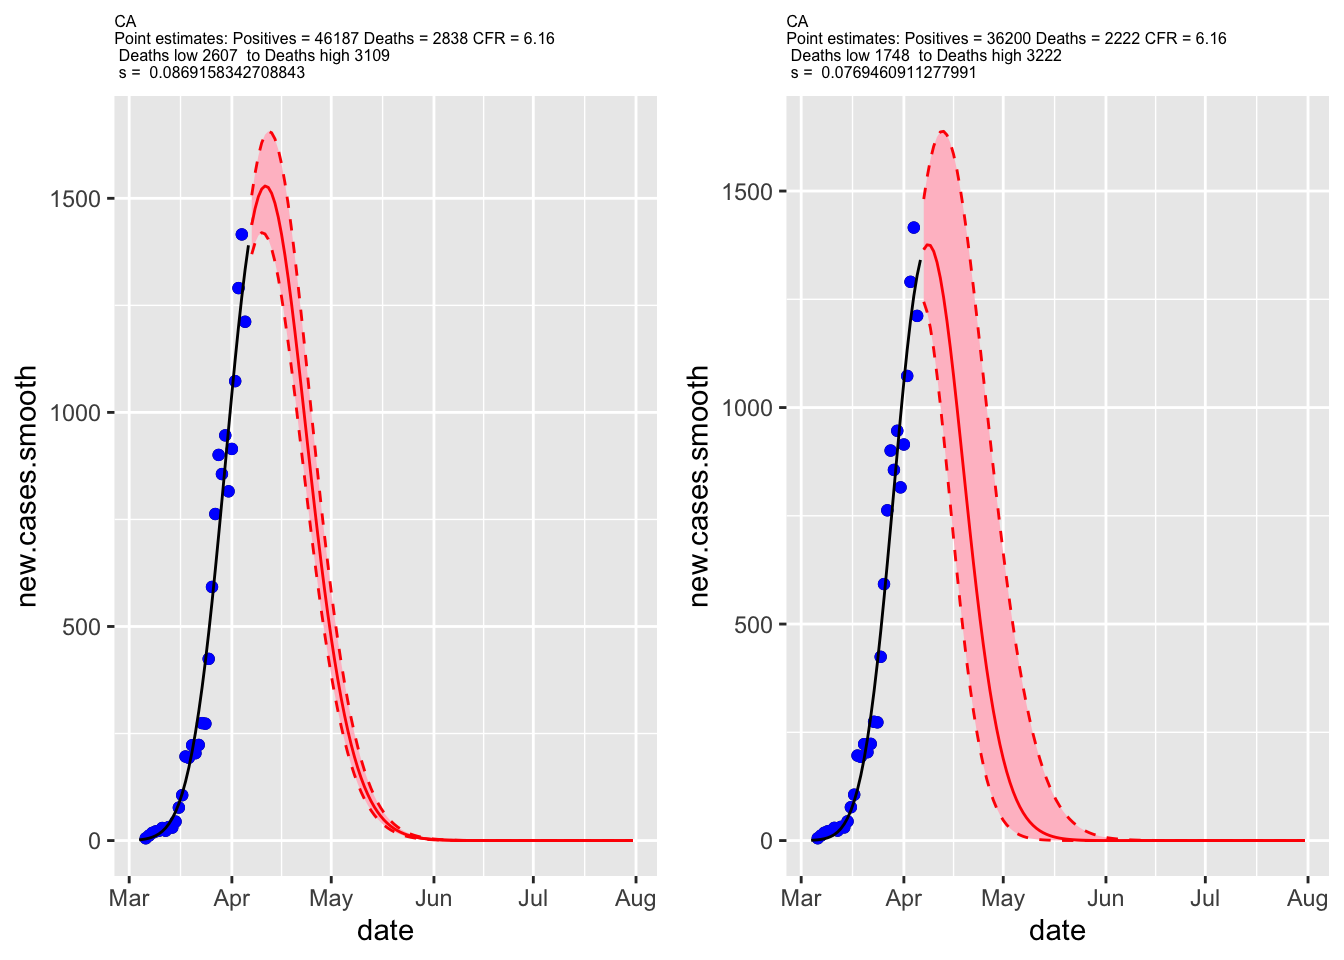 CA
Point estimates: Positives = 46187 Deaths = 2838 CFR = 6.16
Deaths low 2607  to Deaths high 3109
s =  0.0869158342708843
new.cases.smooth
1500
1000
500
0
Mar Apr May Jun Jul Aug
date
CA
Point estimates: Positives = 36200 Deaths = 2222 CFR = 6.16
Deaths low 1748  to Deaths high 3222
s =  0.0769460911277991
new.cases.smooth
1500
1000
500
0
Mar Apr May Jun Jul Aug
date